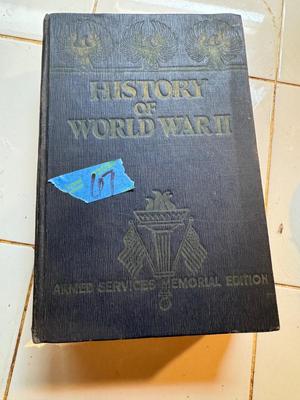 HISTORY
OF
WORLD WAR II
67
ARMED SERVICES MEMORIAL EDITION